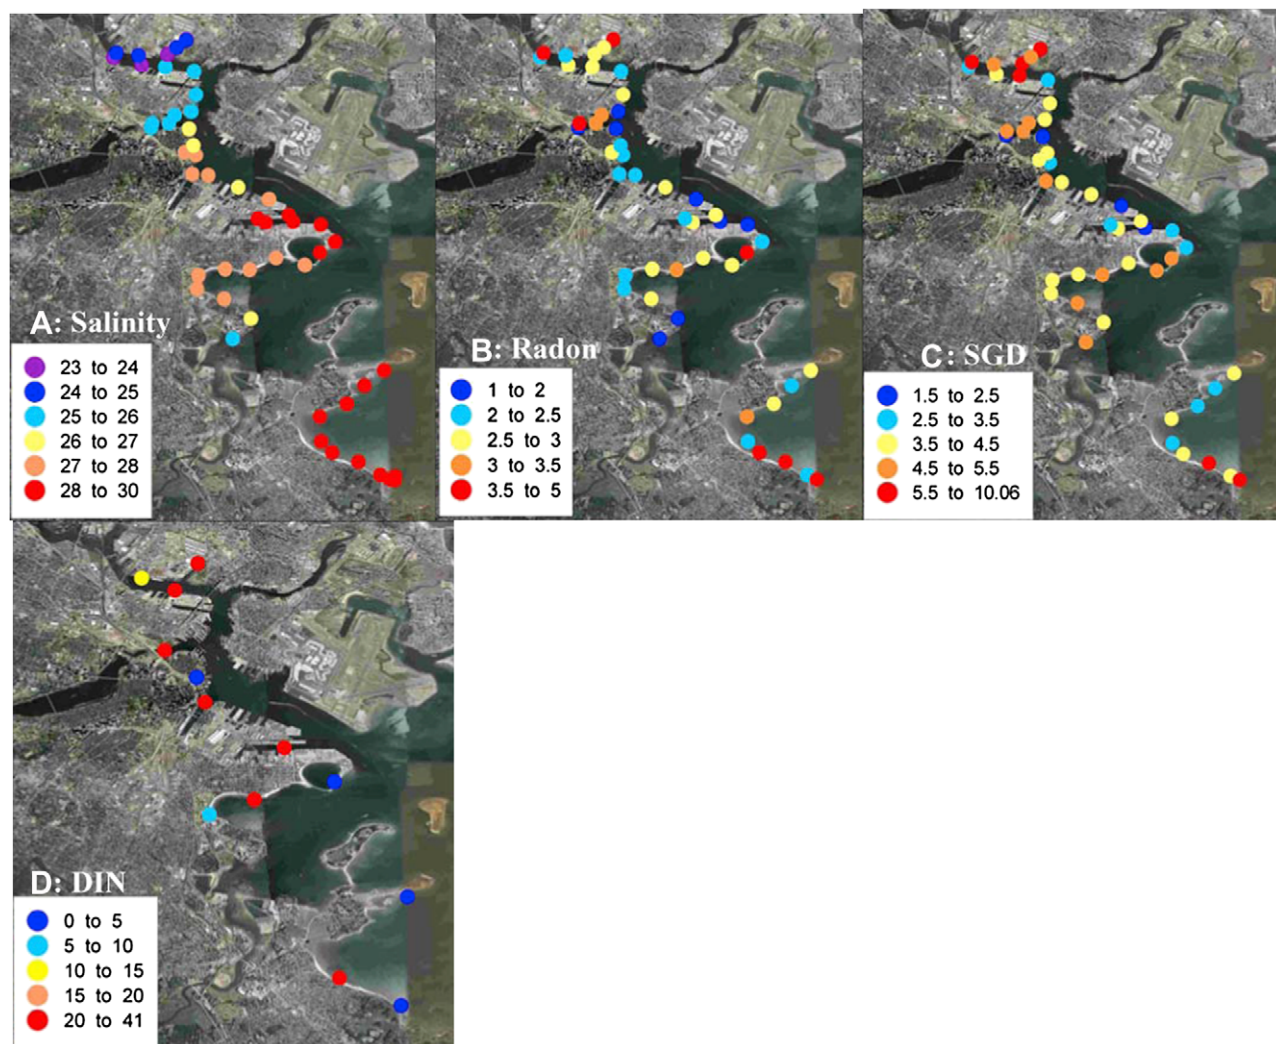 A: Salinity
23 to 24
24 to 25
25 to 26
26 to 27
27 to 28
28 to 30
B: Radon
1 to 2
2 to 2.5
2.5 to 3
3 to 3.5
3.5 to 5
C: SGD
1.5 to 2.5
2.5 to 3.5
3.5 to 4.5
4.5 to 5.5
5.5 to 10.06
D: DIN
0 to 5
5 to 10
10 to 15
15 to 20
20 to 41